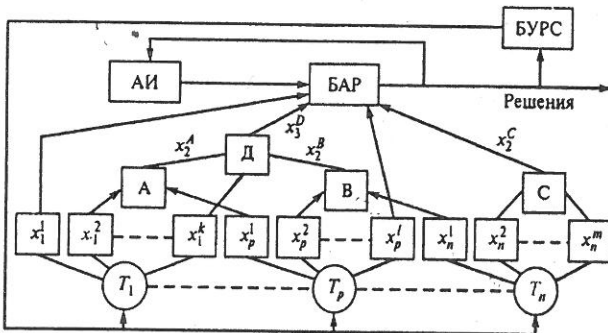 БУРС
АИ
БАР
Решения
x_2^A
x_3^D
x_2^B
x_2^C
Д
А
В
С
x_1^1
x_1^2
x_1^k
x_p^1
x_p^2
x_p^l
x_n^1
x_n^2
x_n^m
T_1
T_p
T_n